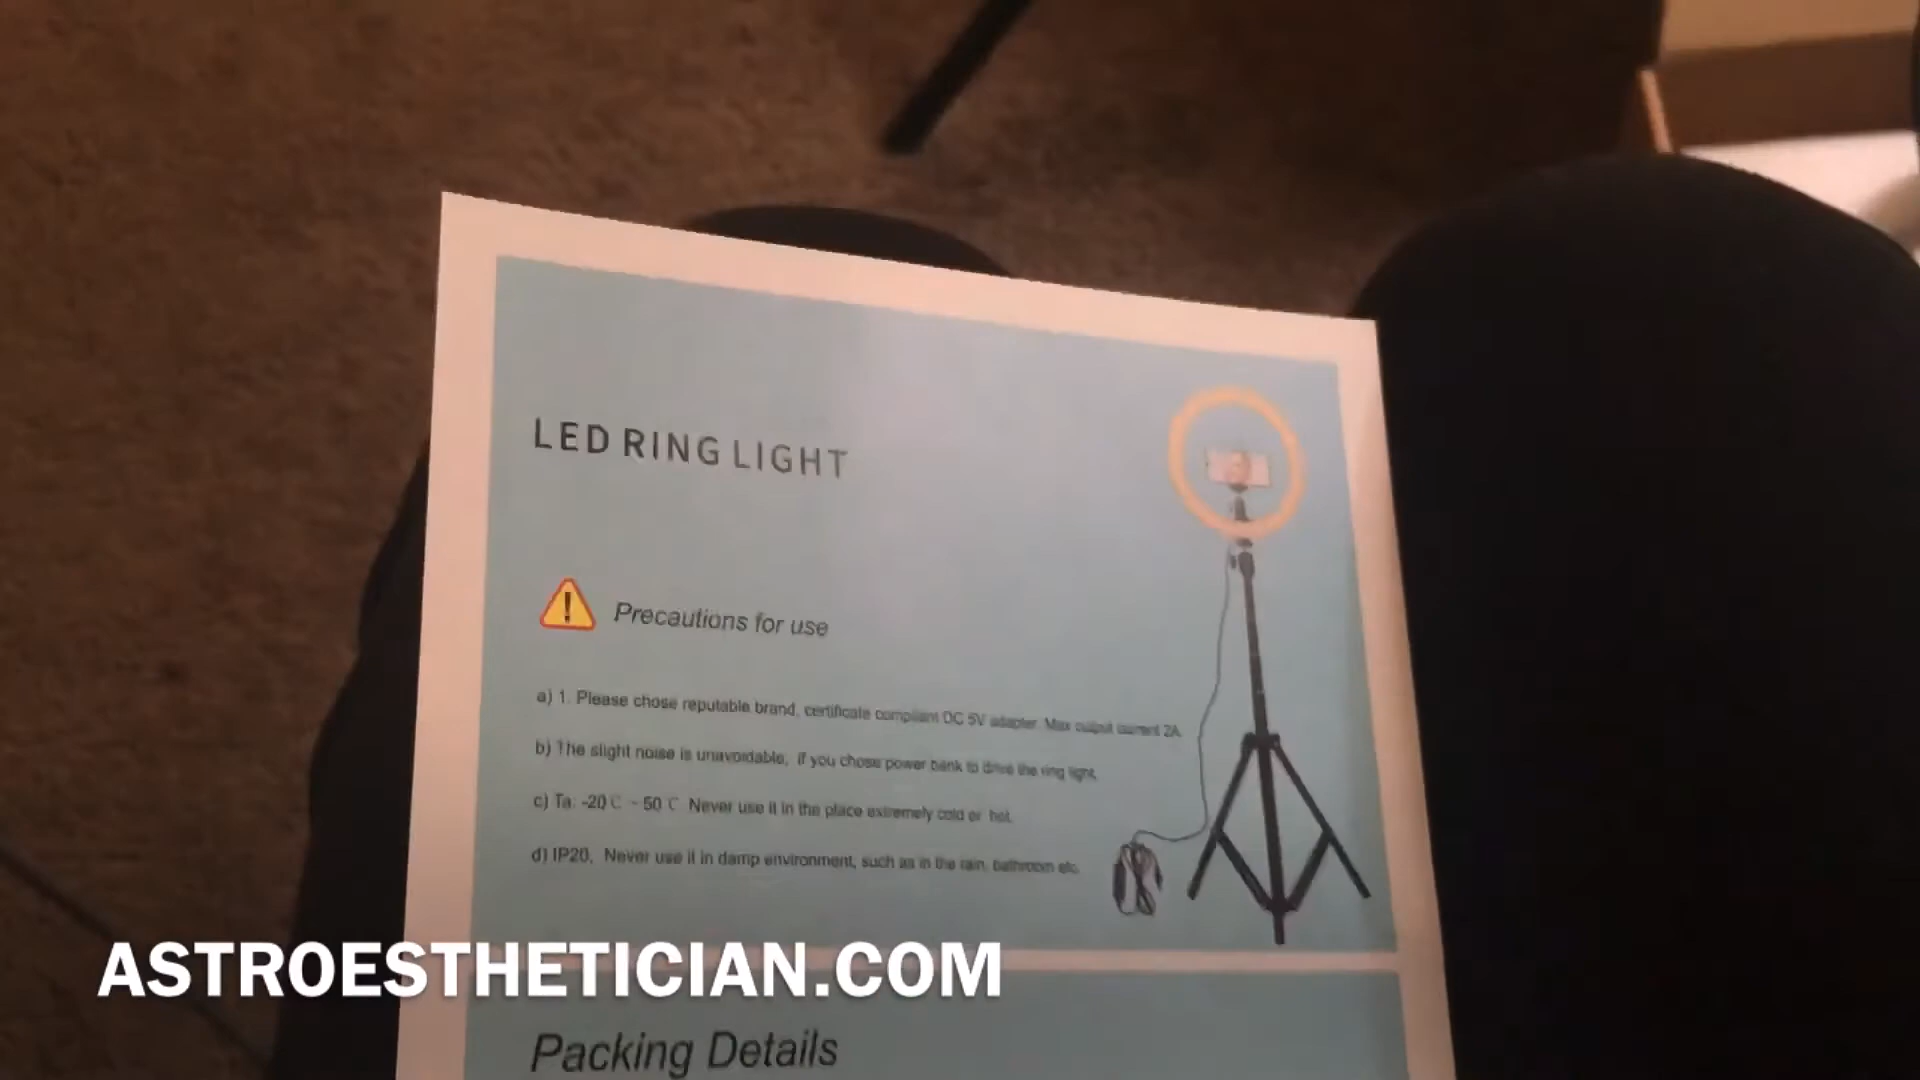 LED RING LIGHT
Precautions for use
a) 1. Please chose reputable brand, certificate compliant DC 5V adapter. Max output current 2A.
b) The slight noise is unavoidable, if you chose power bank to drive the ring light.
c) Ta: -20℃ ~ 50℃ Never use it in the place extremely cold or hot.
d) IP20, Never use it in damp environment, such as in the rain, bathroom etc.
ASTROESTHETICIAN.COM
Packing Details